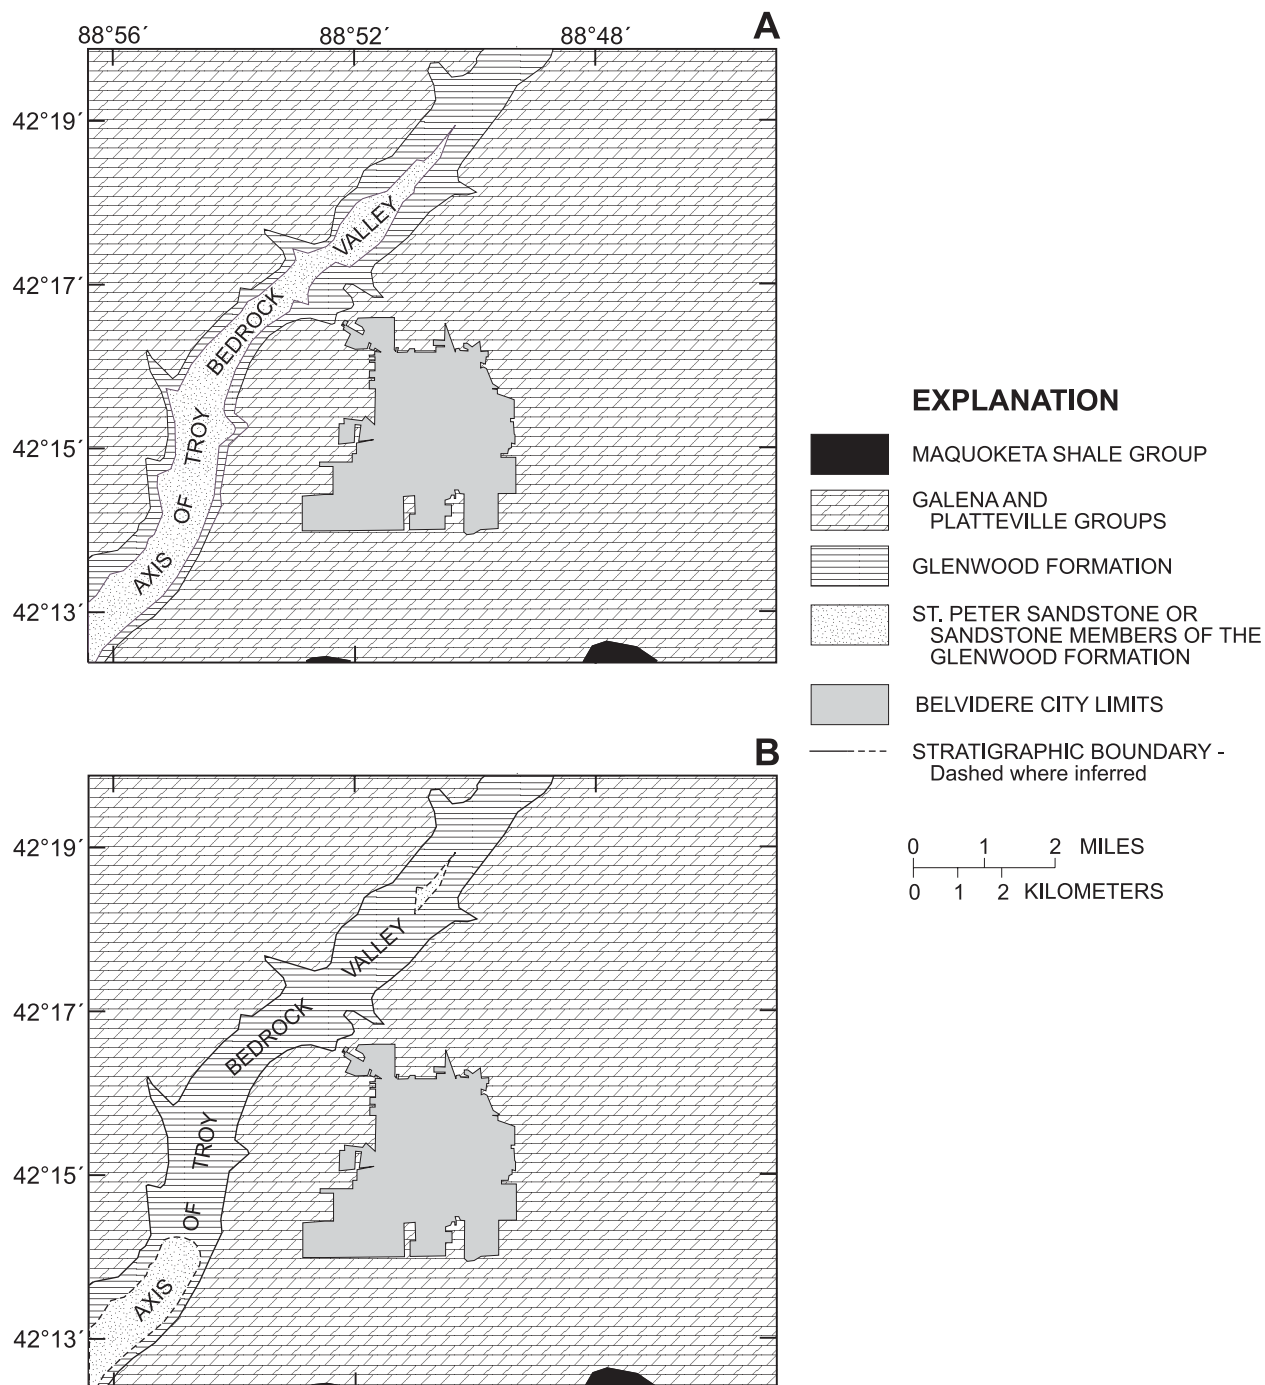 A
88°56´ 88°52´ 88°48´
42°19´
42°17´
42°15´
42°13´
AXIS OF TROY BEDROCK VALLEY
EXPLANATION
MAQUOKETA SHALE GROUP
GALENA AND
PLATTEVILLE GROUPS
GLENWOOD FORMATION
ST. PETER SANDSTONE OR
SANDSTONE MEMBERS OF THE
GLENWOOD FORMATION
BELVIDERE CITY LIMITS
STRATIGRAPHIC BOUNDARY -
Dashed where inferred
0 1 2 MILES
0 1 2 KILOMETERS
B
42°19´
42°17´
42°15´
42°13´
AXIS OF TROY BEDROCK VALLEY